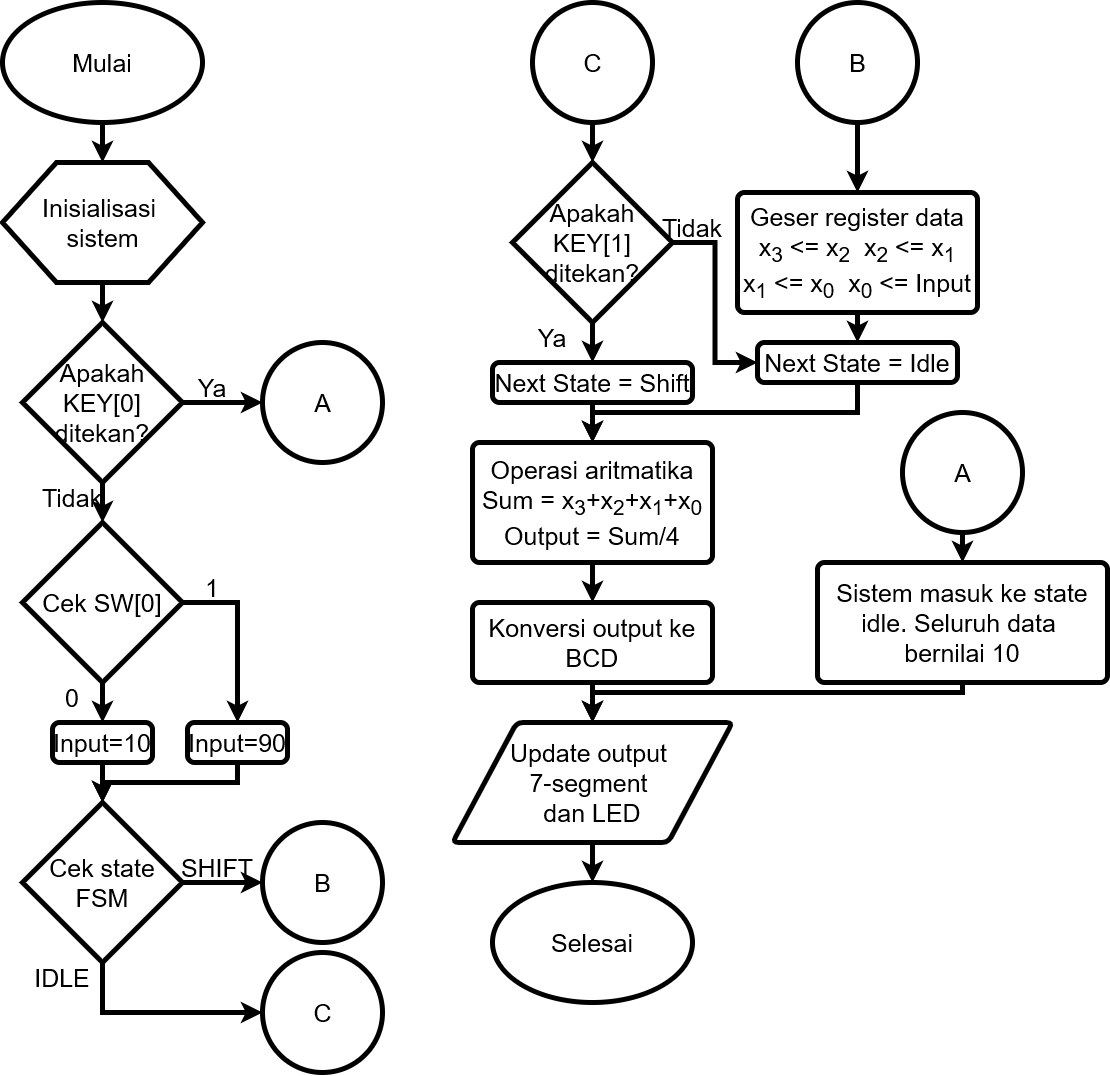 Mulai
Inisialisasi
sistem
Apakah
KEY[0]
ditekan?
Ya
A
Tidak
Cek SW[0]
1
0
Input=10
Input=90
Cek state
FSM
SHIFT
B
IDLE
C
C
Apakah
KEY[1]
ditekan?
Tidak
Ya
Next State = Shift
B
Geser register data
x₃ <= x₂  x₂ <= x₁
x₁ <= x₀  x₀ <= Input
Next State = Idle
Operasi aritmatika
Sum = x₃+x₂+x₁+x₀
Output = Sum/4
Konversi output ke
BCD
A
Sistem masuk ke state
idle. Seluruh data
bernilai 10
Update output
7-segment
dan LED
Selesai